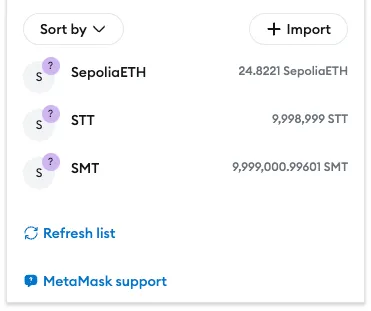 Sort by
+ Import
S ? SepoliaETH 24.8221 SepoliaETH
S ? STT 9,998,999 STT
S ? SMT 9,999,000.99601 SMT
Refresh list
? MetaMask support